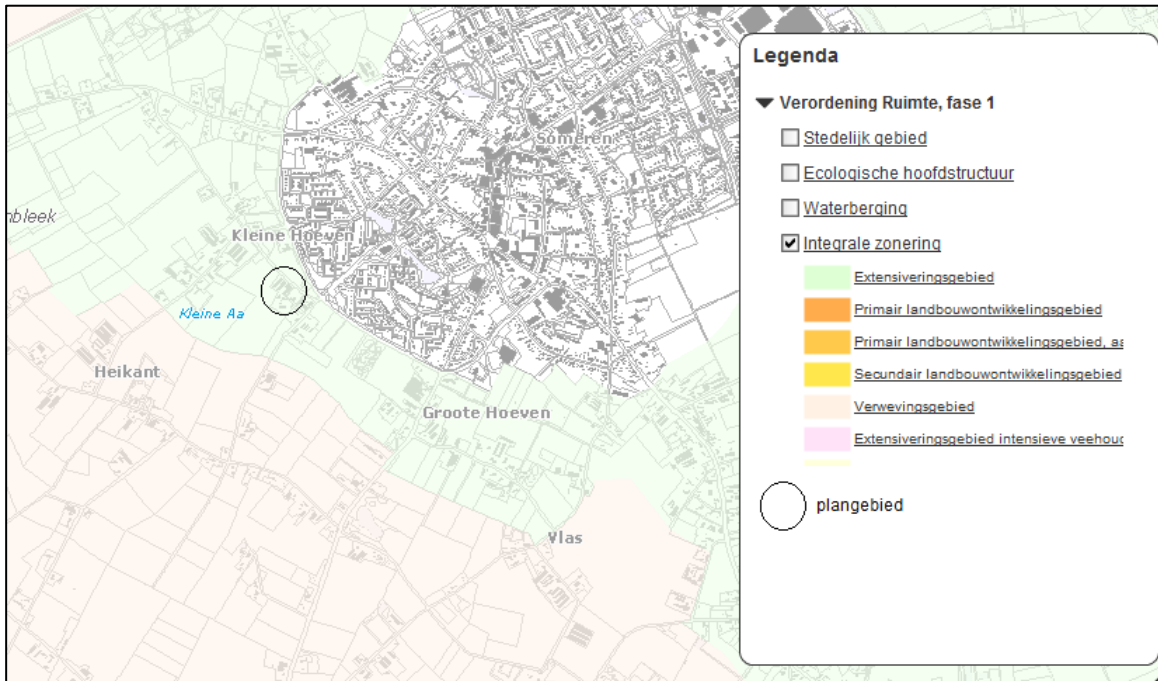 Legenda
Verordening Ruimte, fase 1
Stedelijk gebied
Ecologische hoofdstructuur
Waterberging
Integrale zonering
Extensiveringsgebied
Primair landbouwontwikkelingsgebied
Primair landbouwontwikkelingsgebied, aa
Secundair landbouwontwikkelingsgebied
Verwevingsgebied
Extensiveringsgebied intensieve veehoud
plangebied
Someren
nbleek
Kleine Hoeven
Kleine Aa
Heikant
Groote Hoeven
Vlas